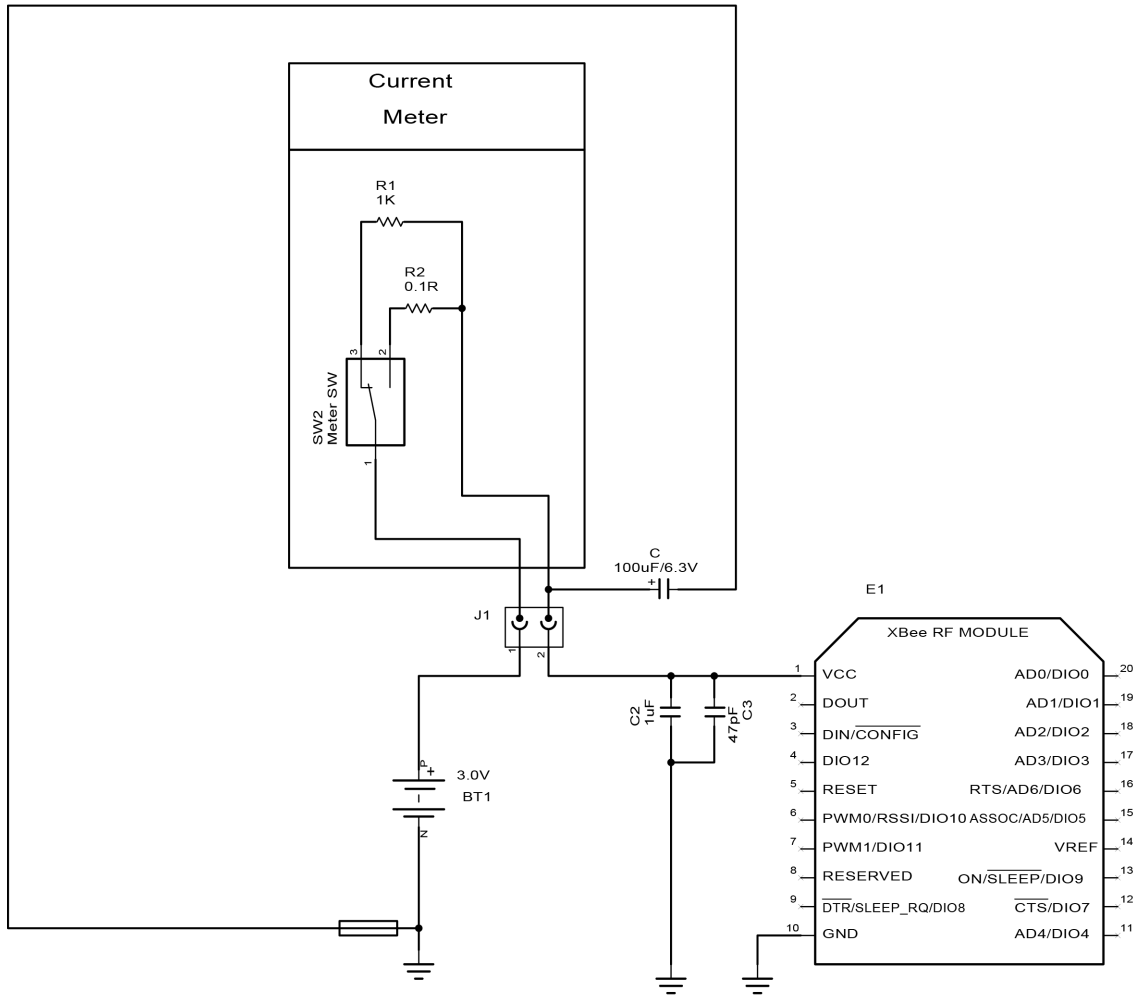 Current
Meter
R1
1K
R2
0.1R
3
2
SW2
Meter SW
1
C
100uF/6.3V
+
J1
1
2
E1
XBee RF MODULE
1 VCC
2 DOUT
3 DIN/CONFIG
4 DIO12
5 RESET
6 PWM0/RSSI/DIO10
7 PWM1/DIO11
8 RESERVED
9 DTR/SLEEP_RQ/DIO8
10 GND
AD0/DIO0 20
AD1/DIO1 19
AD2/DIO2 18
AD3/DIO3 17
RTS/AD6/DIO6 16
ASSOC/AD5/DIO5 15
VREF 14
ON/SLEEP/DIO9 13
CTS/DIO7 12
AD4/DIO4 11
C2
1uF
47pF
C3
P
+
3.0V
−
BT1
N